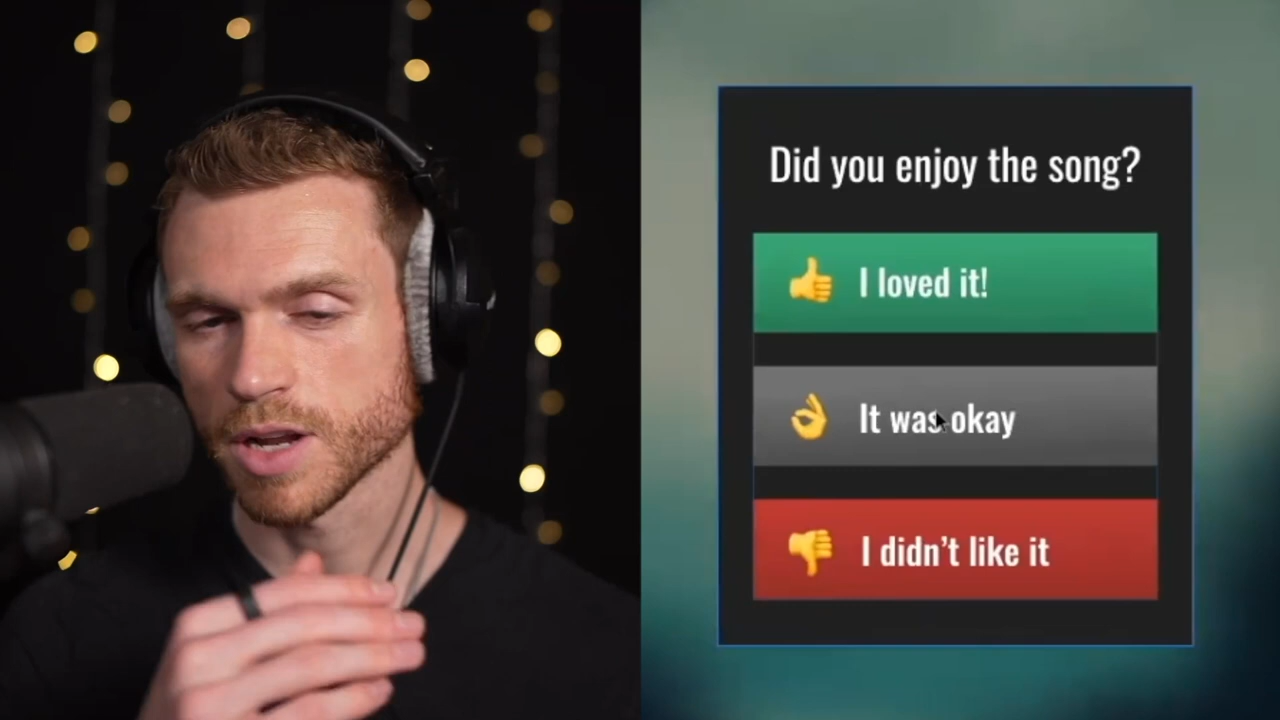 Did you enjoy the song?
I loved it!
It was okay
I didn’t like it